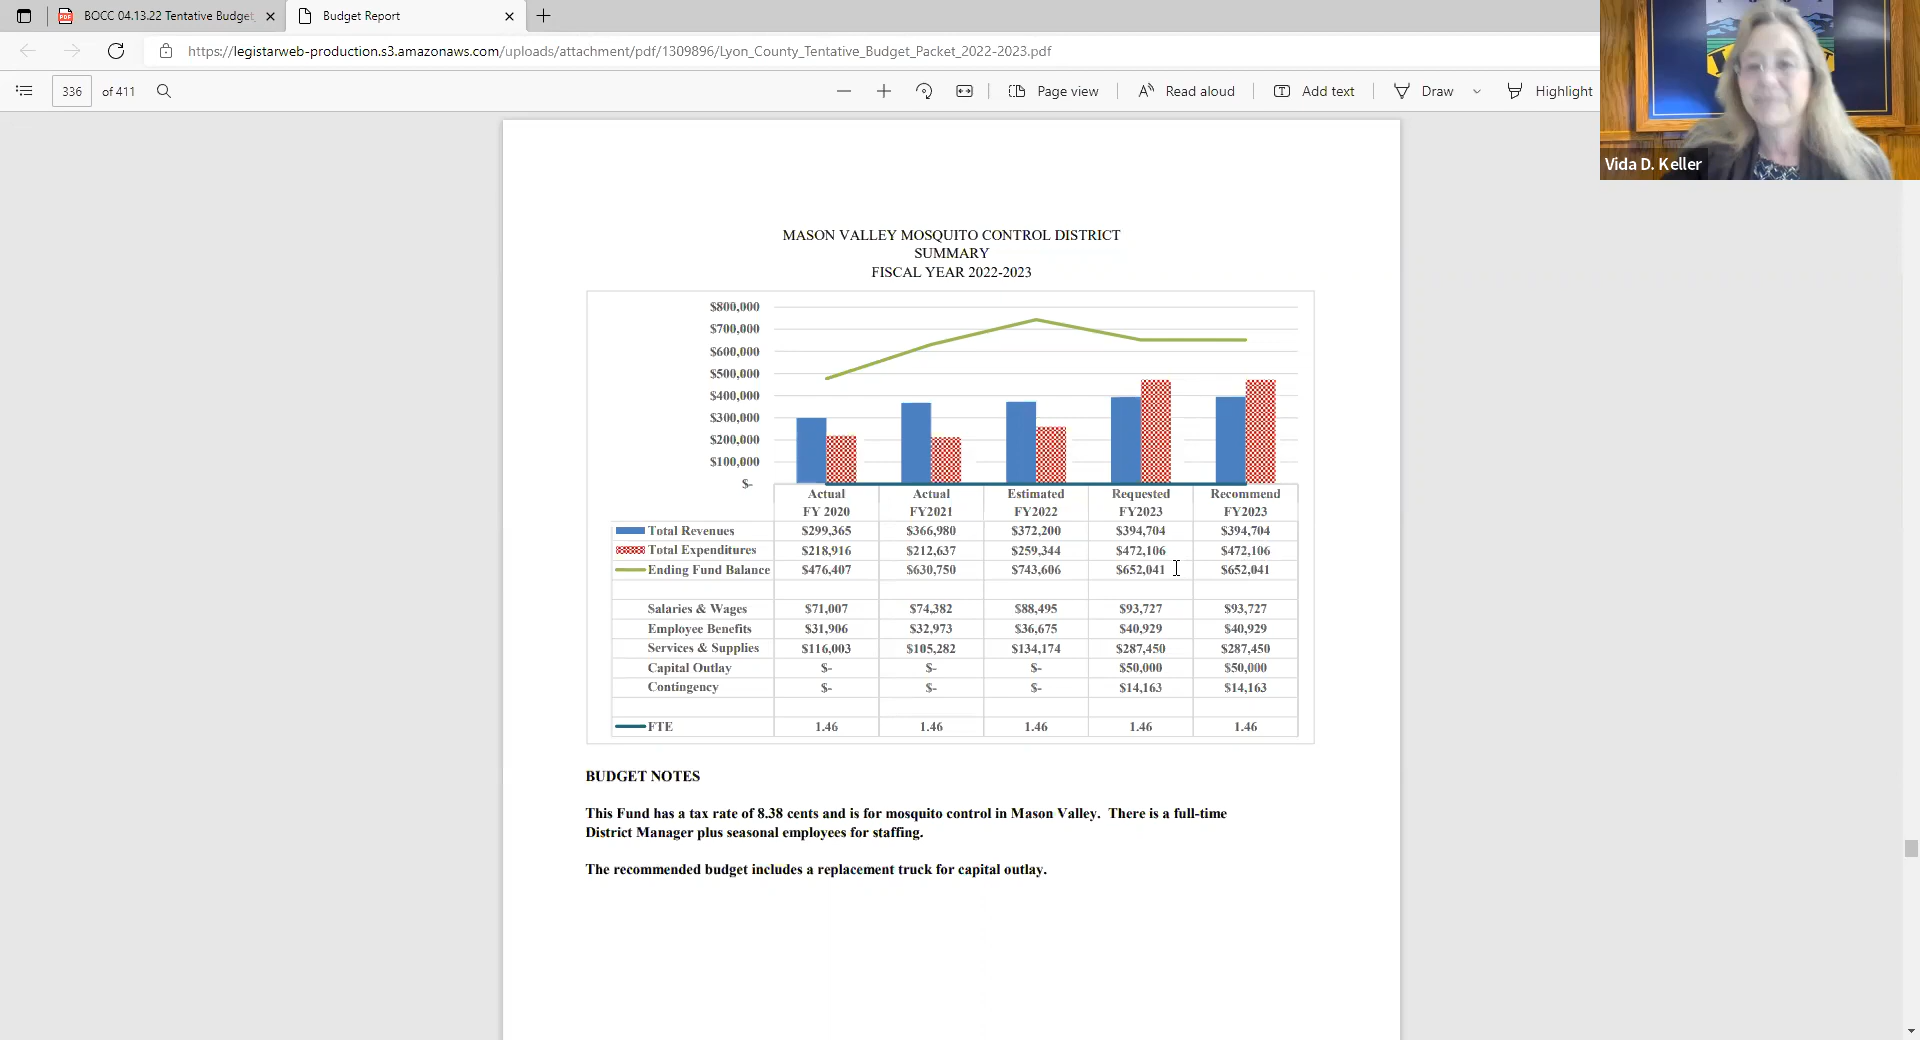 BOCC 04.13.22 Tentative Budget
Budget Report
https://legistarweb-production.s3.amazonaws.com/uploads/attachment/pdf/1309896/Lyon_County_Tentative_Budget_Packet_2022-2023.pdf
336 of 411
Page view
Read aloud
Add text
Draw
Highlight
Vida D. Keller
MASON VALLEY MOSQUITO CONTROL DISTRICT
SUMMARY
FISCAL YEAR 2022-2023
$800,000
$700,000
$600,000
$500,000
$400,000
$300,000
$200,000
$100,000
$-
Actual Actual Estimated Requested Recommend
FY 2020 FY2021 FY2022 FY2023 FY2023
Total Revenues $299,365 $366,980 $372,200 $394,704 $394,704
Total Expenditures $218,916 $212,637 $259,344 $472,106 $472,106
Ending Fund Balance $476,407 $630,750 $743,606 $652,041 $652,041
Salaries & Wages $71,007 $74,382 $88,495 $93,727 $93,727
Employee Benefits $31,906 $32,973 $36,675 $40,929 $40,929
Services & Supplies $116,003 $105,282 $134,174 $287,450 $287,450
Capital Outlay $- $- $- $50,000 $50,000
Contingency $- $- $- $14,163 $14,163
FTE 1.46 1.46 1.46 1.46 1.46
BUDGET NOTES
This Fund has a tax rate of 8.38 cents and is for mosquito control in Mason Valley. There is a full-time
District Manager plus seasonal employees for staffing.
The recommended budget includes a replacement truck for capital outlay.